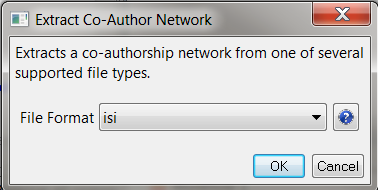 Extract Co-Author Network
Extracts a co-authorship network from one of several
supported file types.
File Format isi
OK Cancel